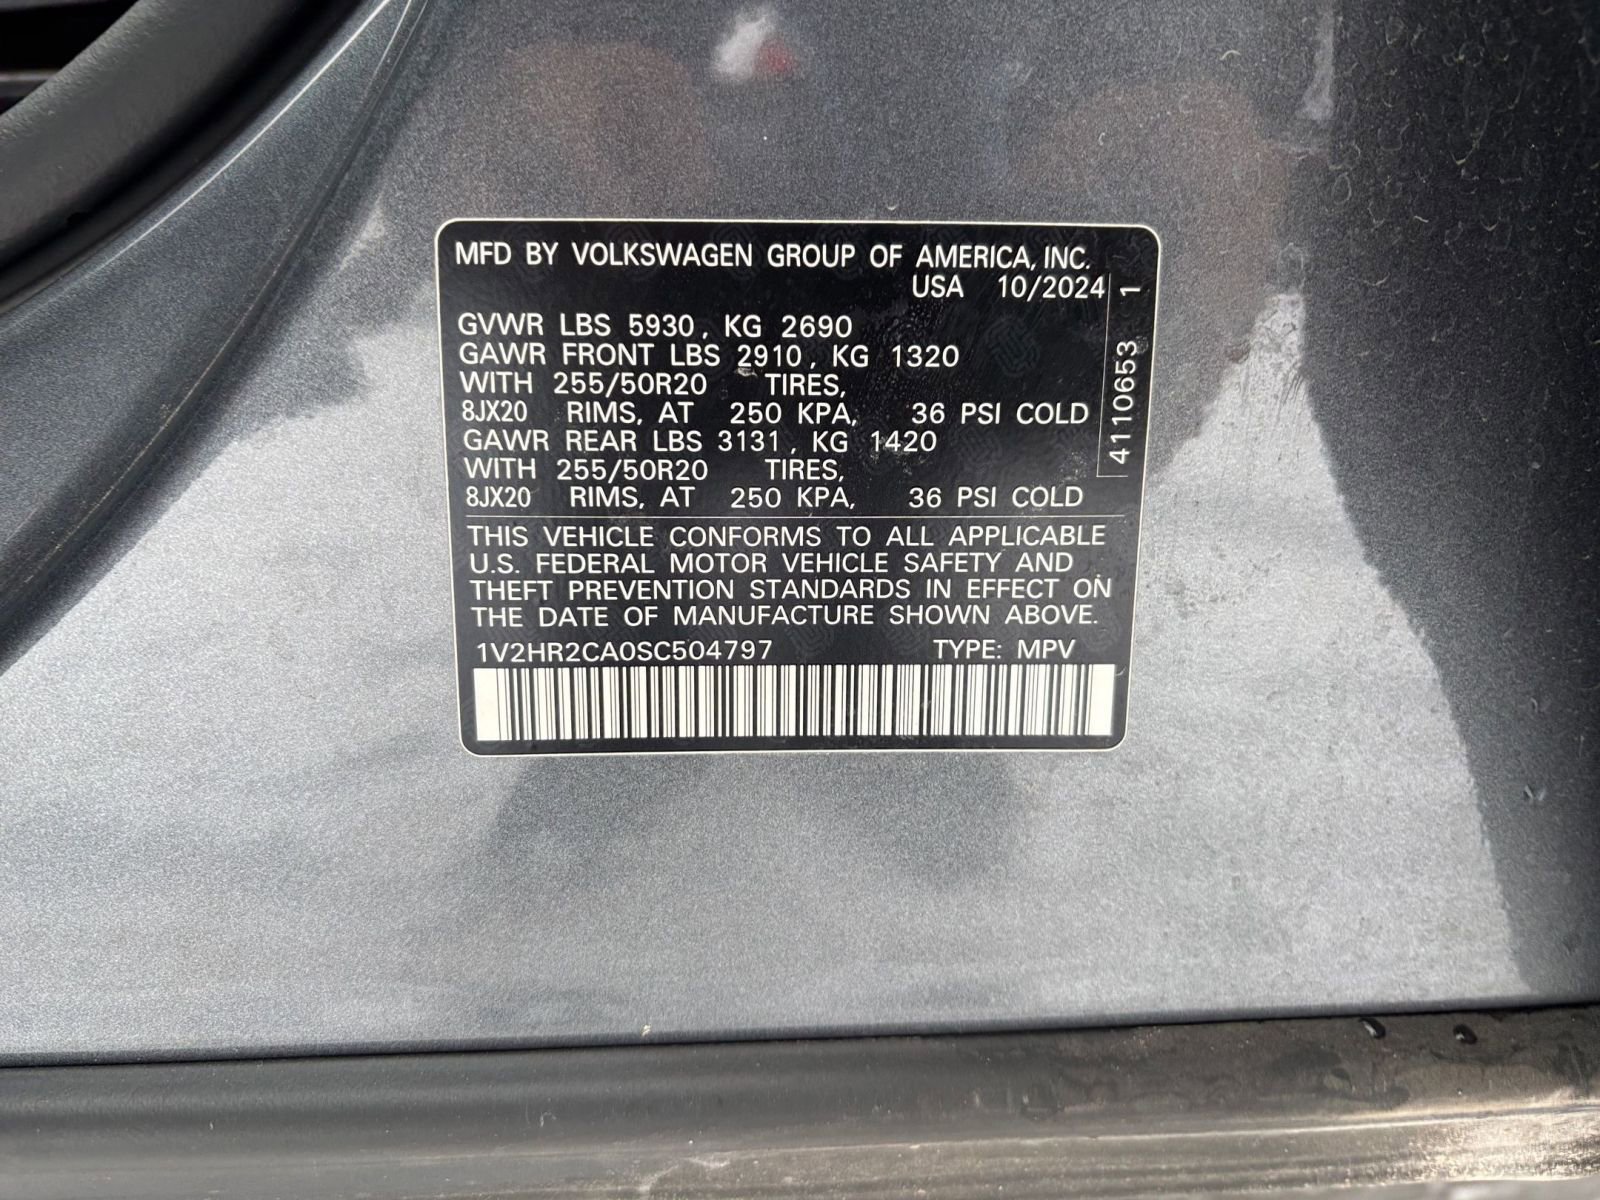 MFD BY VOLKSWAGEN GROUP OF AMERICA, INC.
USA 10/2024
GVWR LBS 5930, KG 2690
GAWR FRONT LBS 2910, KG 1320
WITH 255/50R20 TIRES,
8JX20 RIMS, AT 250 KPA, 36 PSI COLD
GAWR REAR LBS 3131, KG 1420
WITH 255/50R20 TIRES,
8JX20 RIMS, AT 250 KPA, 36 PSI COLD
4110653 1
THIS VEHICLE CONFORMS TO ALL APPLICABLE
U.S. FEDERAL MOTOR VEHICLE SAFETY AND
THEFT PREVENTION STANDARDS IN EFFECT ON
THE DATE OF MANUFACTURE SHOWN ABOVE.
1V2HR2CA0SC504797 TYPE: MPV